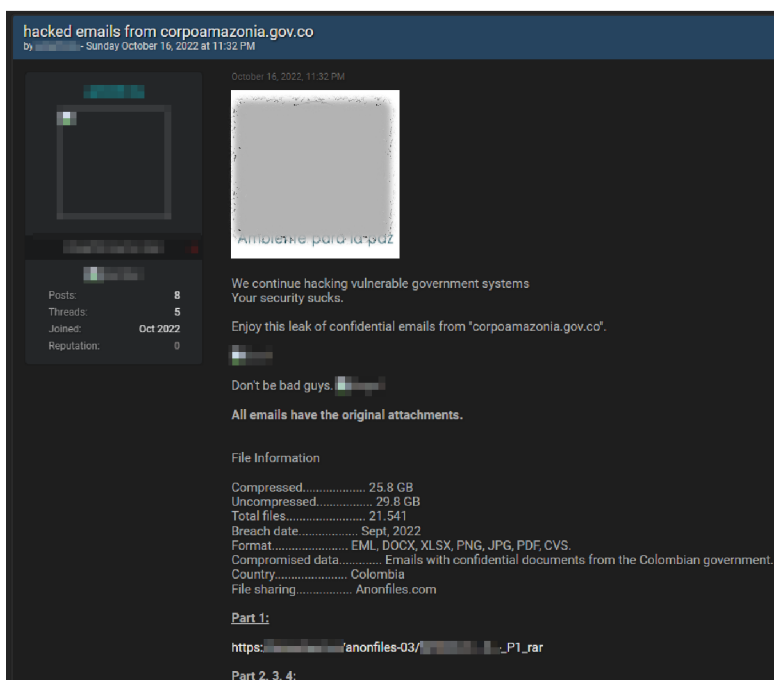 hacked emails from corpoamazonia.gov.co
by - Sunday October 16, 2022 at 11:32 PM
October 16, 2022, 11:32 PM
Ambiente para la paz
Posts: 8
Threads: 5
Joined: Oct 2022
Reputation: 0
We continue hacking vulnerable government systems
Your security sucks.
Enjoy this leak of confidential emails from "corpoamazonia.gov.co".
Don't be bad guys.
All emails have the original attachments.
File Information
Compressed................... 25.8 GB
Uncompressed................. 29.8 GB
Total files........................ 21.541
Breach date.................. Sept, 2022
Format....................... EML, DOCX, XLSX, PNG, JPG, PDF, CVS.
Compromised data............. Emails with confidential documents from the Colombian government.
Country...................... Colombia
File sharing................. Anonfiles.com
Part 1:
https: /anonfiles-03/ _P1_rar
Part 2, 3, 4: